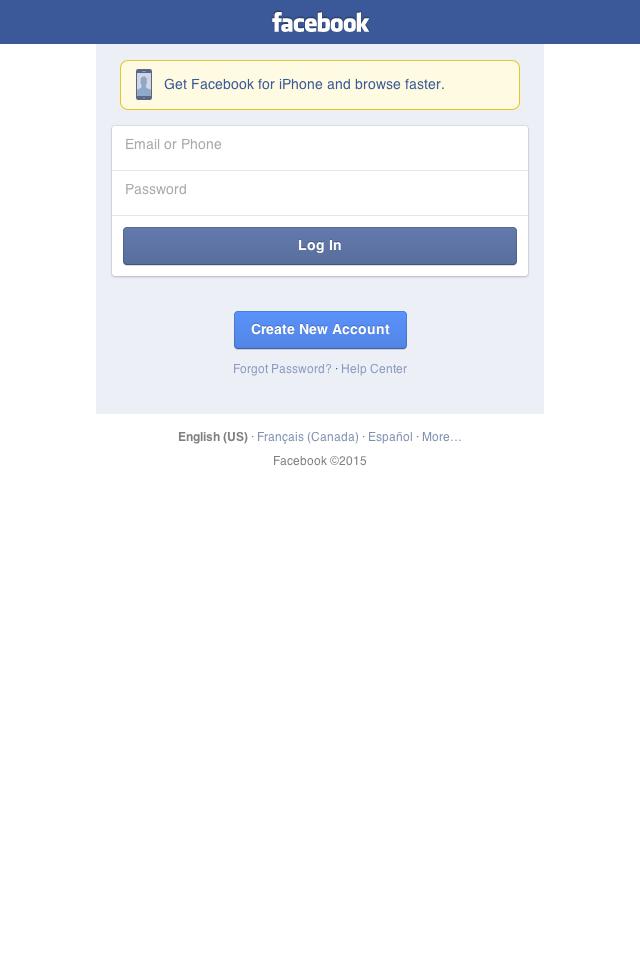 facebook
Get Facebook for iPhone and browse faster.
Email or Phone
Password
Log In
Create New Account
Forgot Password? · Help Center
English (US) · Français (Canada) · Español · More...
Facebook ©2015